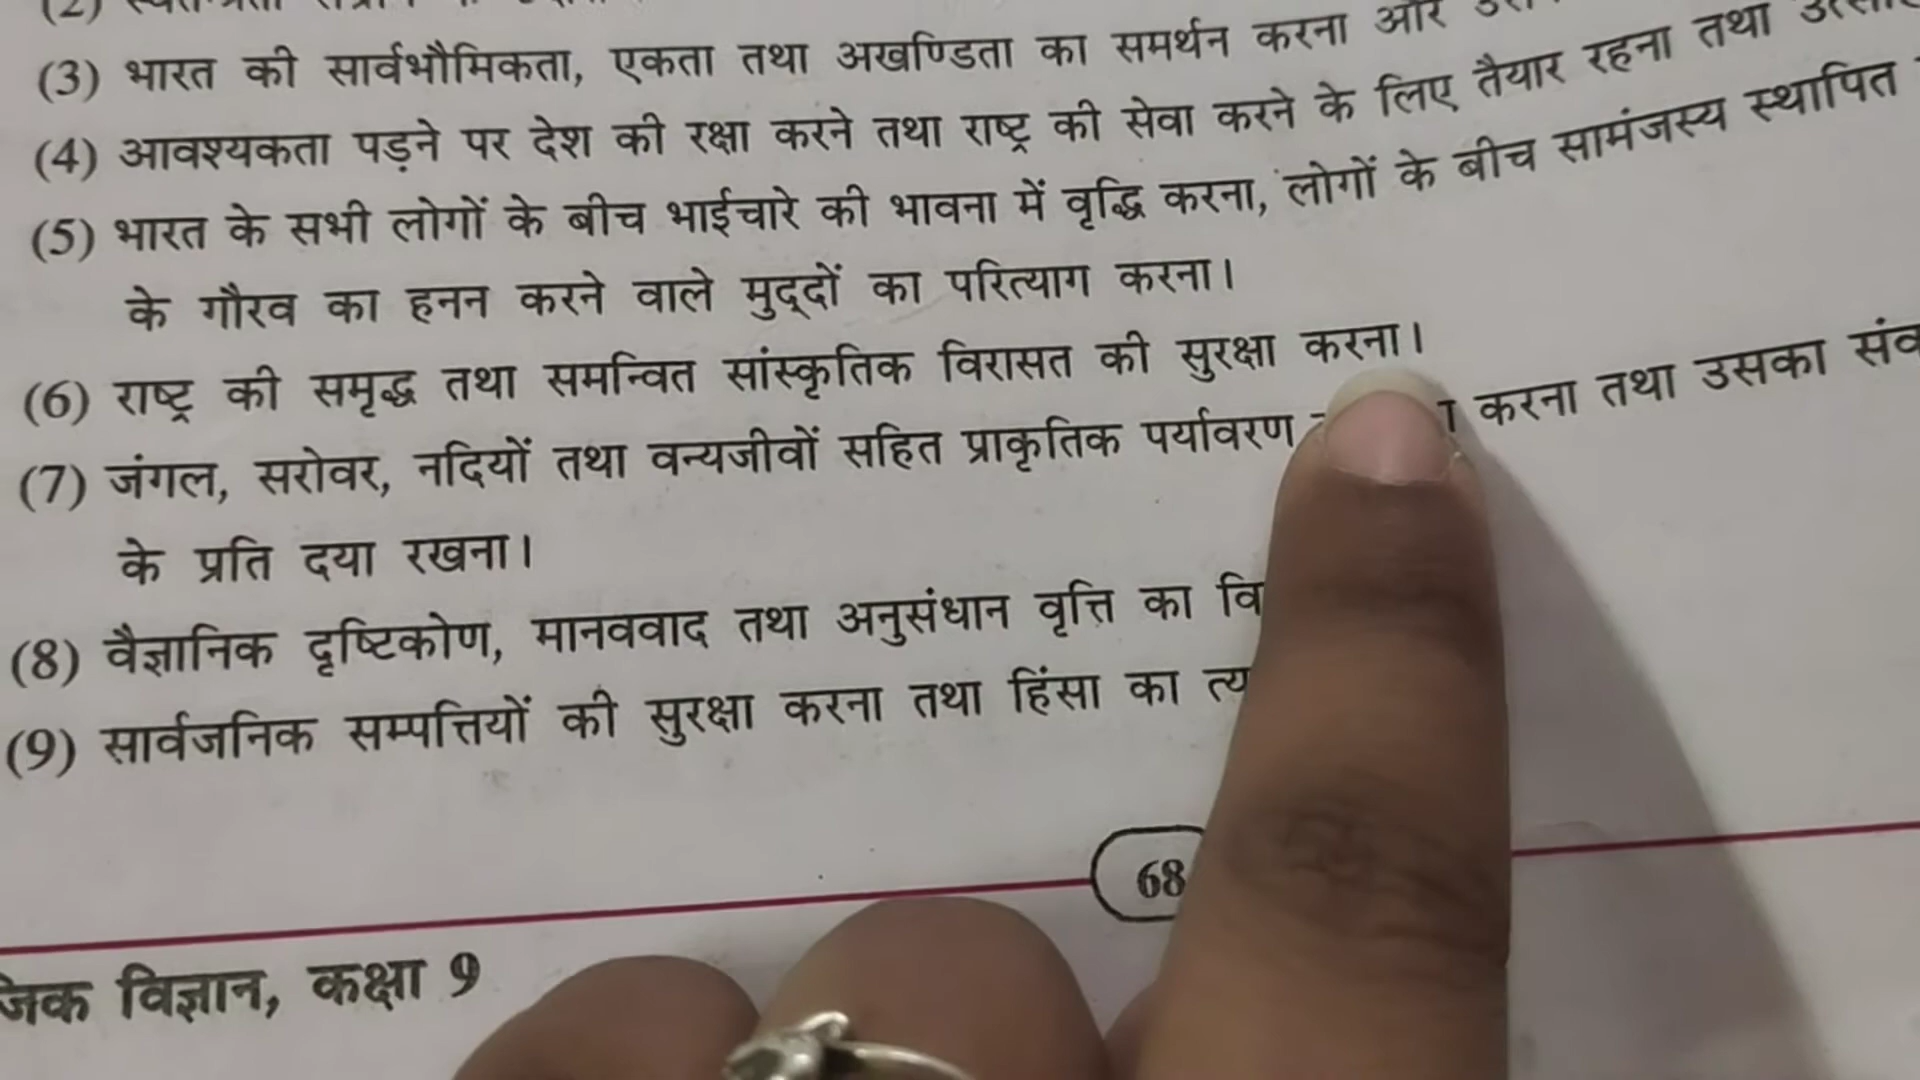 (2)
(3) भारत की सार्वभौमिकता, एकता तथा अखण्डिता का समर्थन करना और
(4) आवश्यकता पड़ने पर देश की रक्षा करने तथा राष्ट्र की सेवा करने के लिए तैयार रहना तथा
(5) भारत के सभी लोगों के बीच भाईचारे की भावना में वृद्धि करना, लोगों के बीच सामंजस्य स्थापित
के गौरव का हनन करने वाले मुद्दों का परित्याग करना।
(6) राष्ट्र की समृद्ध तथा समन्वित सांस्कृतिक विरासत की सुरक्षा करना।
(7) जंगल, सरोवर, नदियों तथा वन्यजीवों सहित प्राकृतिक पर्यावरण करना तथा उसका
के प्रति दया रखना।
(8) वैज्ञानिक दृष्टिकोण, मानववाद तथा अनुसंधान वृत्ति का
(9) सार्वजनिक सम्पत्तियों की सुरक्षा करना तथा हिंसा का
68
विज्ञान, कक्षा 9